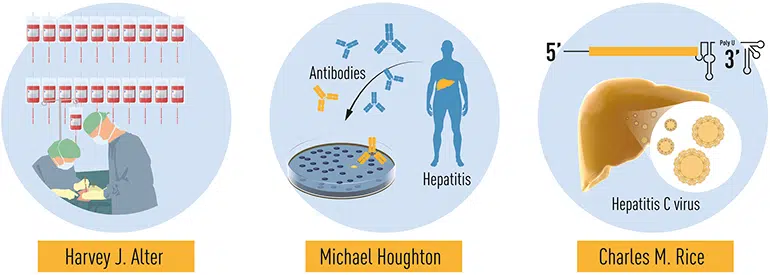 Antibodies
Hepatitis
5’
Poly U
3’
Hepatitis C virus
Harvey J. Alter
Michael Houghton
Charles M. Rice